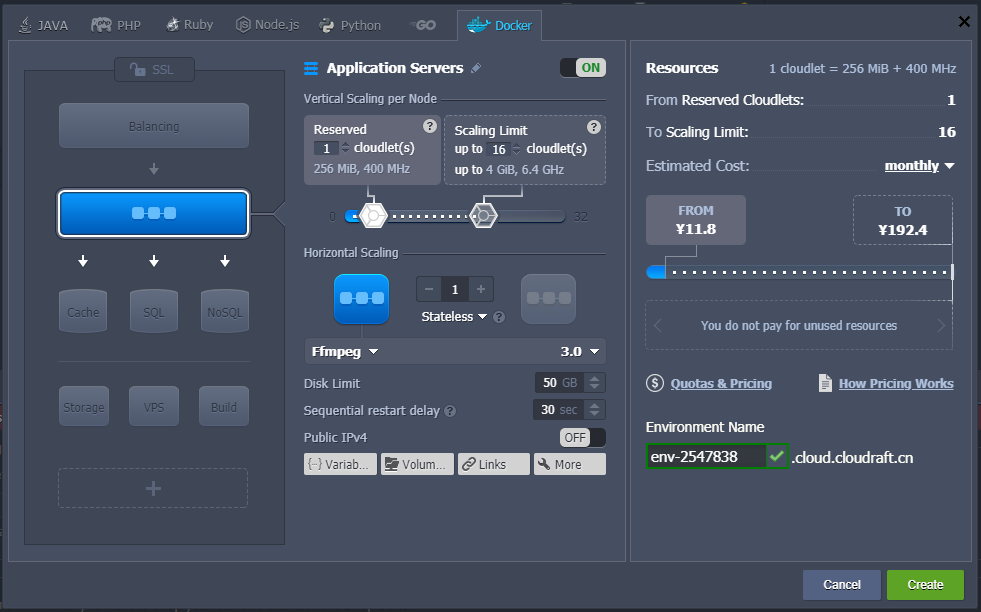 JAVA PHP Ruby Node.js Python GO Docker
SSL
Balancing
Cache SQL NoSQL
Storage VPS Build
Application Servers ON
Vertical Scaling per Node
Reserved
1 cloudlet(s)
256 MiB, 400 MHz
Scaling Limit
up to 16 cloudlet(s)
up to 4 GiB, 6.4 GHz
0 32
Horizontal Scaling
1
Stateless
Ffmpeg 3.0
Disk Limit 50 GB
Sequential restart delay 30 sec
Public IPv4 OFF
Variab... Volum... Links More
Resources 1 cloudlet = 256 MiB + 400 MHz
From Reserved Cloudlets: 1
To Scaling Limit: 16
Estimated Cost: monthly
FROM
¥11.8
TO
¥192.4
You do not pay for unused resources
Quotas & Pricing How Pricing Works
Environment Name
env-2547838 .cloud.cloudraft.cn
Cancel Create